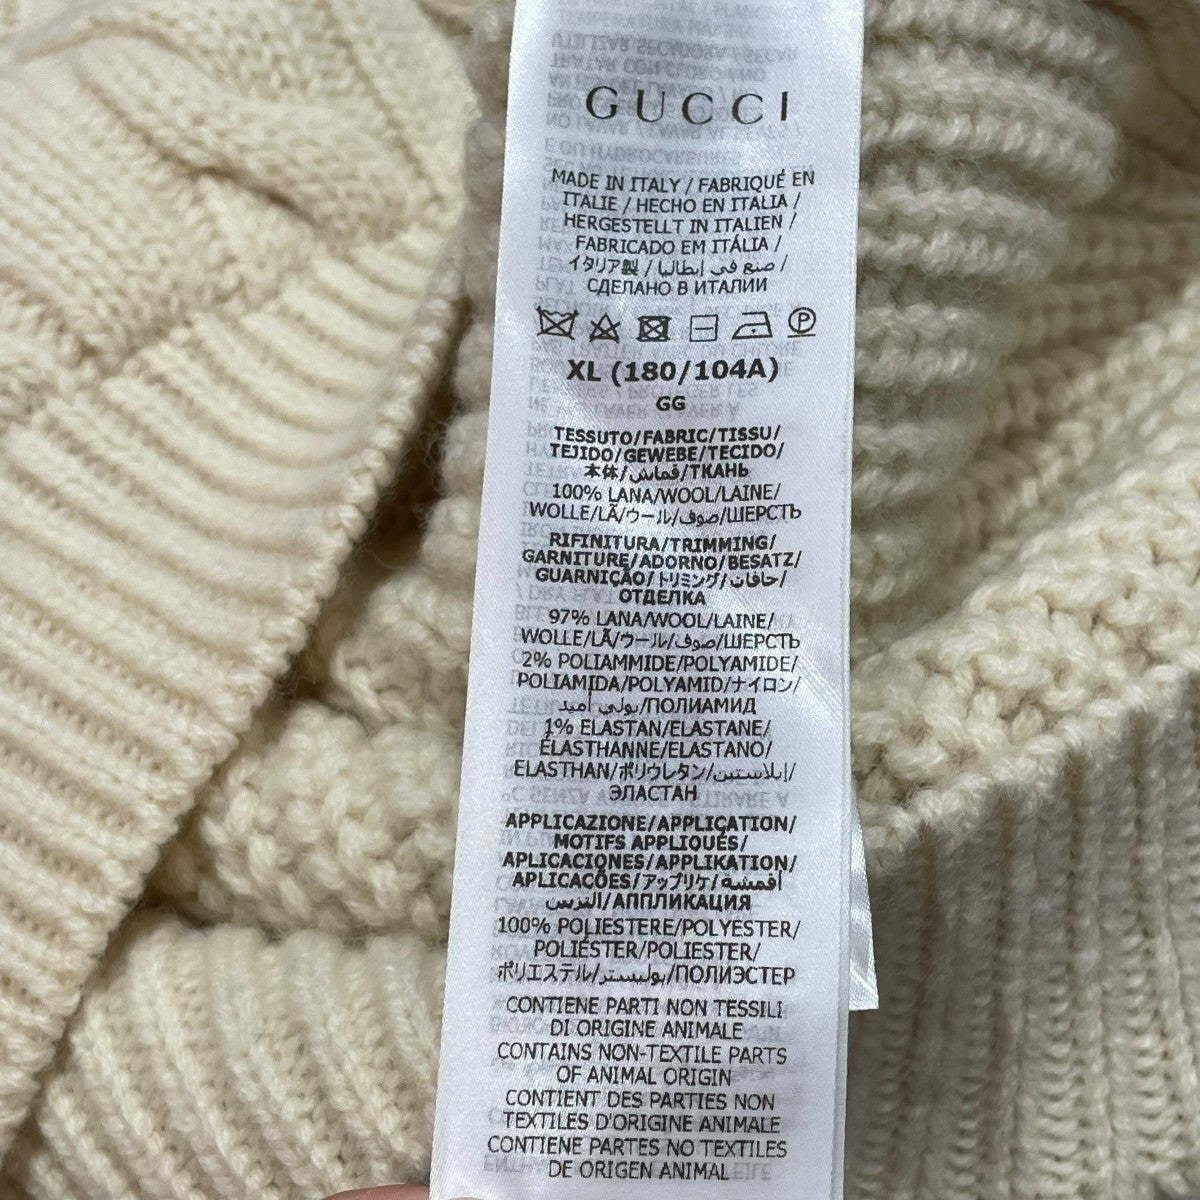 GUCCI
MADE IN ITALY / FABRIQUÉ EN
ITALIE / HECHO EN ITALIA /
HERGESTELLT IN ITALIEN /
FABRICADO EM ITÁLIA /
イタリア製 / صنع في إيطاليا /
СДЕЛАНО В ИТАЛИИ
P
XL (180/104A)
GG
TESSUTO/FABRIC/TISSU/
TEJIDO/GEWEBE/TECIDO/
本体/قماش/ТКАНЬ
100% LANA/WOOL/LAINE/
WOLLE/LÃ/ウール/صوف/ШЕРСТЬ
RIFINITURA/TRIMMING/
GARNITURE/ADORNO/BESATZ/
GUARNIÇÃO/トリミング/حافات/
ОТДЕЛКА
97% LANA/WOOL/LAINE/
WOLLE/LÃ/ウール/صوف/ШЕРСТЬ
2% POLIAMMIDE/POLYAMIDE/
POLIAMIDA/POLYAMID/ナイロン/
بولي أميد/ПОЛИАМИД
1% ELASTAN/ELASTANE/
ÉLASTHANNE/ELASTANO/
ELASTHAN/ポリウレタン/إيلاستين/
ЭЛАСТАН
APPLICAZIONE/APPLICATION/
MOTIFS APPLIQUÉS/
APLICACIONES/APPLIKATION/
APLICAÇÕES/アップリケ/أقمشة
التزيين/АППЛИКАЦИЯ
100% POLIESTERE/POLYESTER/
POLIÉSTER/POLIESTER/
ポリエステル/بوليستر/ПОЛИЭСТЕР
CONTIENE PARTI NON TESSILI
DI ORIGINE ANIMALE
CONTAINS NON-TEXTILE PARTS
OF ANIMAL ORIGIN
CONTIENT DES PARTIES NON
TEXTILES D'ORIGINE ANIMALE
CONTIENE PARTES NO TEXTILES
DE ORIGEN ANIMAL